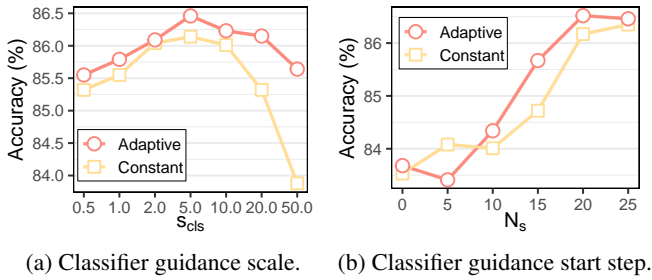 Accuracy (%)
86.5
86.0
85.5
85.0
84.5
84.0
Adaptive
Constant
0.5 1.0 2.0 5.0 10.0 20.0 50.0
s_cls
(a) Classifier guidance scale.
Accuracy (%)
86
85
84
Adaptive
Constant
0 5 10 15 20 25
N_s
(b) Classifier guidance start step.